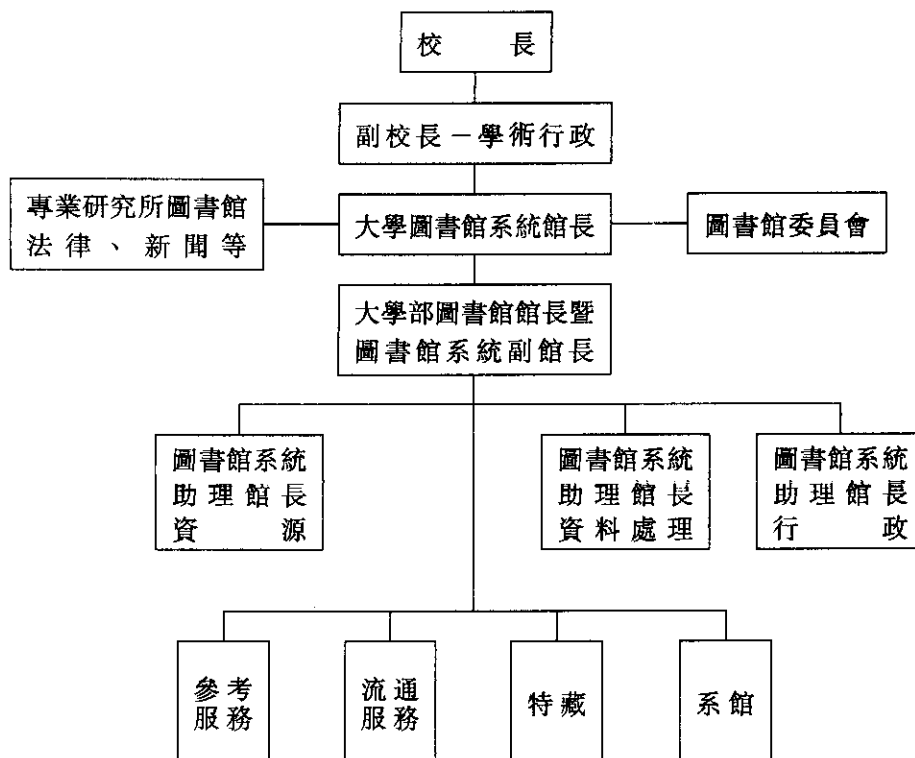 校長
副校長－學術行政
專業研究所圖書館
法律、新聞等
大學圖書館系統館長
圖書館委員會
大學部圖書館館長暨
圖書館系統副館長
圖書館系統
助理館長
資源
圖書館系統
助理館長
資料處理
圖書館系統
助理館長
行政
參考
服務
流通
服務
特藏
系館